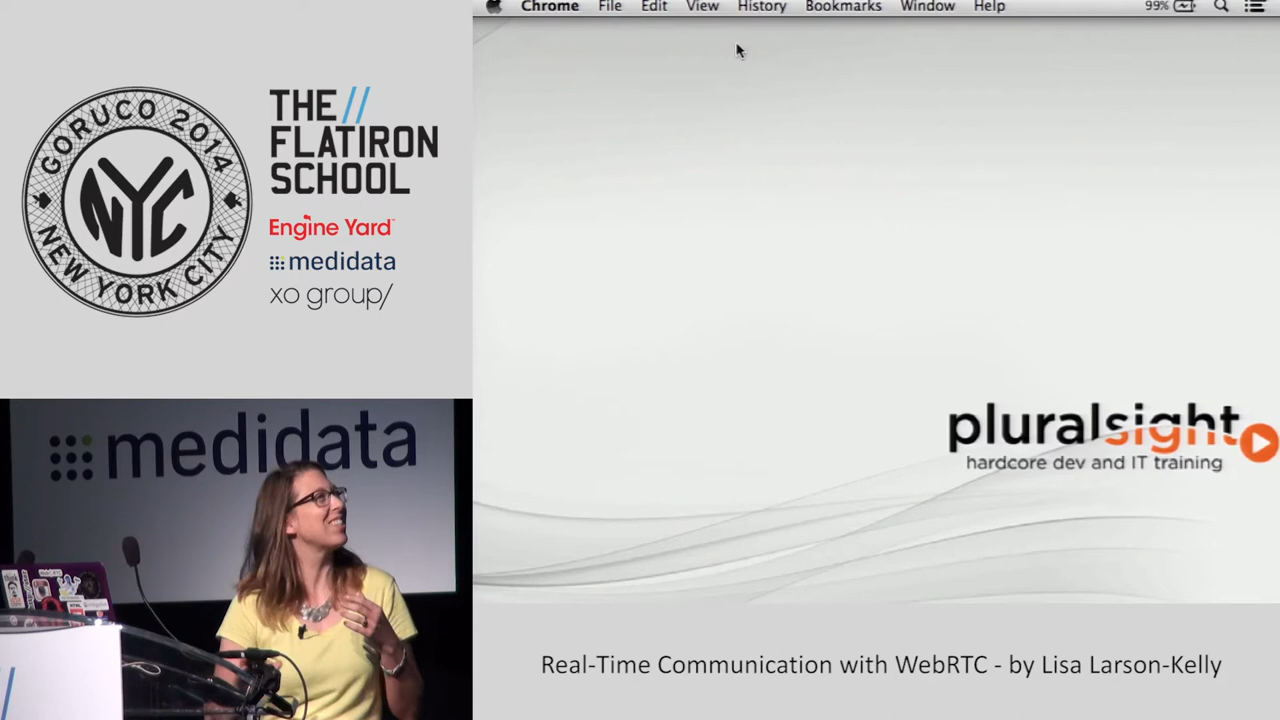 GORUCO 2014
NYC
NEW YORK CITY
THE//
FLATIRON
SCHOOL
Engine Yard
medidata
xo group/
medidata
Chrome File Edit View History Bookmarks Window Help 99%
pluralsight
hardcore dev and IT training
Real-Time Communication with WebRTC - by Lisa Larson-Kelly